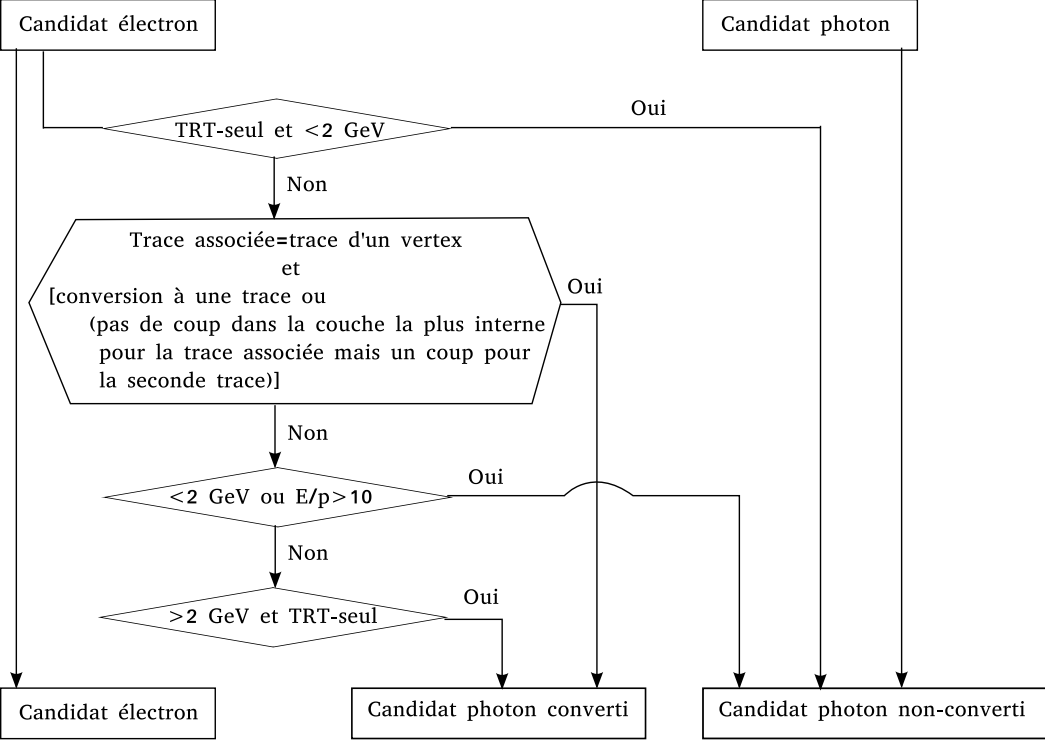 Candidat électron
Candidat photon
TRT-seul et <2 GeV
Oui
Non
Trace associée=trace d'un vertex
et
[conversion à une trace ou
(pas de coup dans la couche la plus interne
pour la trace associée mais un coup pour
la seconde trace)]
Oui
Non
<2 GeV ou E/p>10
Oui
Non
>2 GeV et TRT-seul
Oui
Candidat électron
Candidat photon converti
Candidat photon non-converti